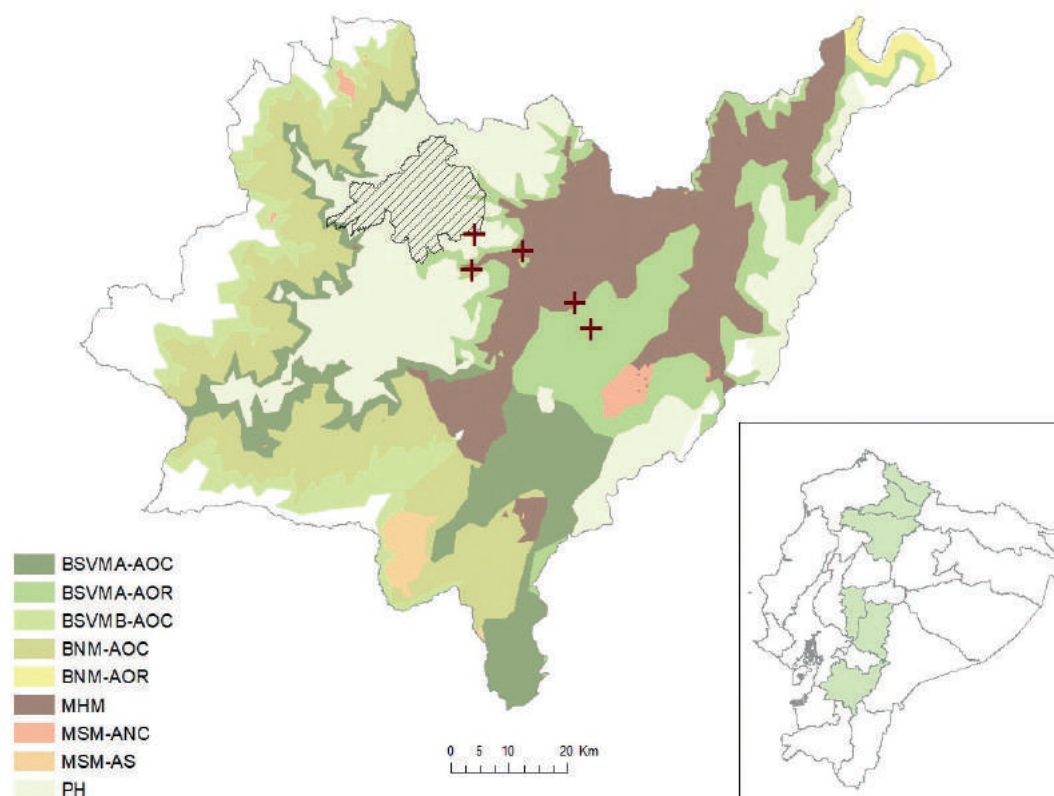 BSVMA-AOC
BSVMA-AOR
BSVMB-AOC
BNM-AOC
BNM-AOR
MHM
MSM-ANC
MSM-AS
PH
0 5 10 20 Km